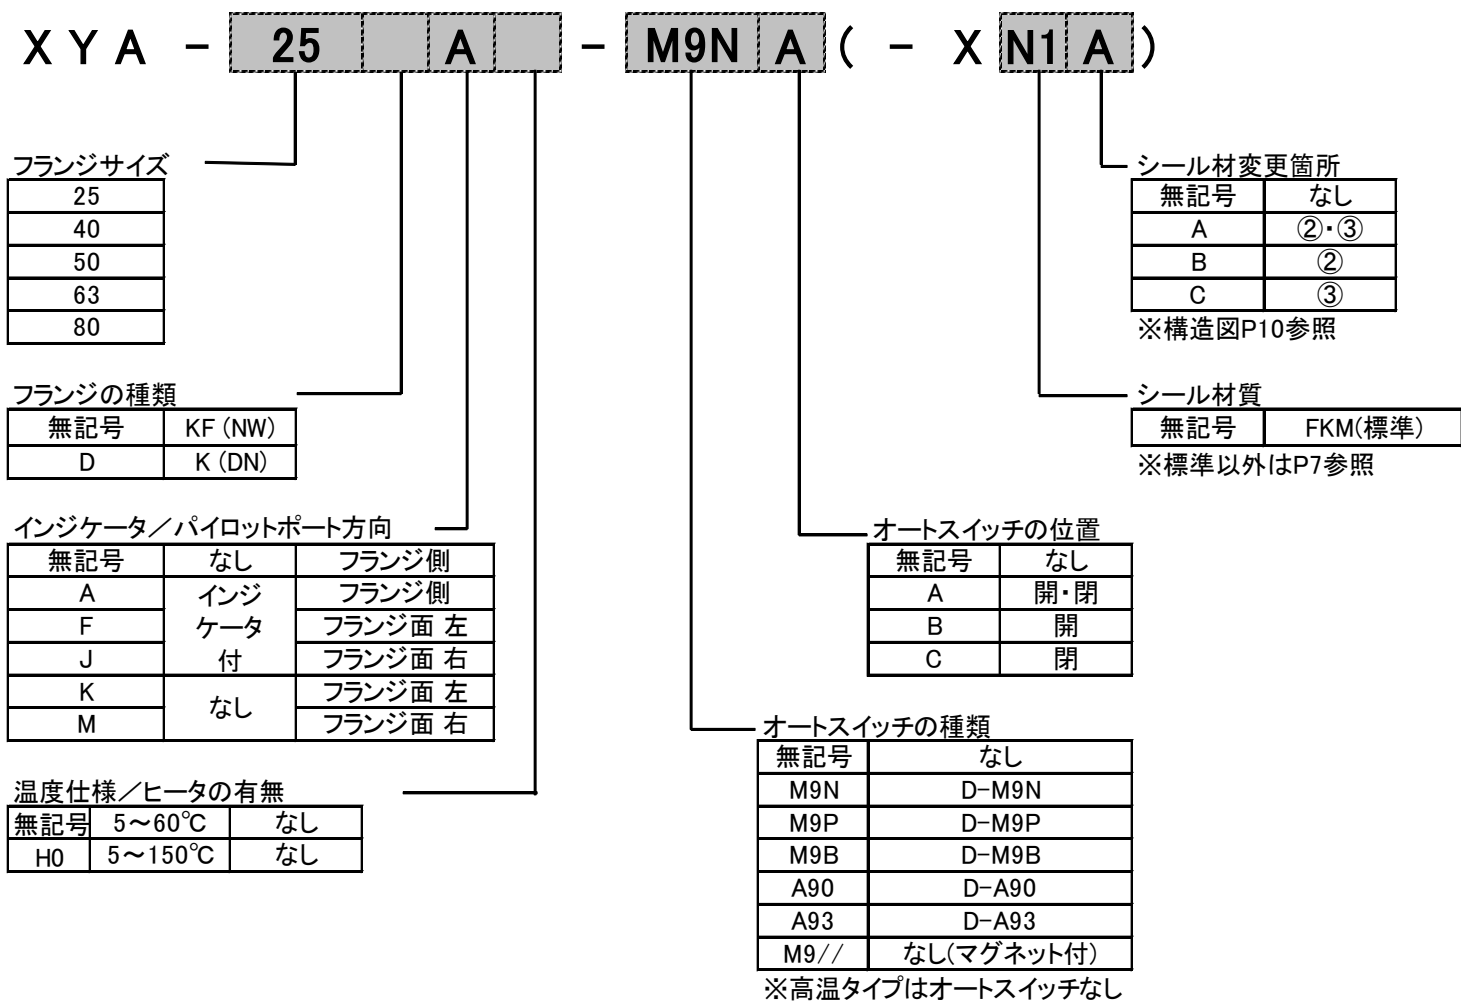 XYA - 25 A - M9N A ( - X N1 A )
フランジサイズ
25
40
50
63
80
フランジの種類
無記号 KF (NW)
D K (DN)
インジケータ／パイロットポート方向
無記号 なし フランジ側
A インジ フランジ側
F ケータ フランジ面 左
J 付 フランジ面 右
K なし フランジ面 左
M フランジ面 右
温度仕様／ヒータの有無
無記号 5～60℃ なし
H0 5～150℃ なし
シール材変更箇所
無記号 なし
A ②・③
B ②
C ③
※構造図P10参照
シール材質
無記号 FKM(標準)
※標準以外はP7参照
オートスイッチの位置
無記号 なし
A 開・閉
B 開
C 閉
オートスイッチの種類
無記号 なし
M9N D-M9N
M9P D-M9P
M9B D-M9B
A90 D-A90
A93 D-A93
M9// なし(マグネット付)
※高温タイプはオートスイッチなし